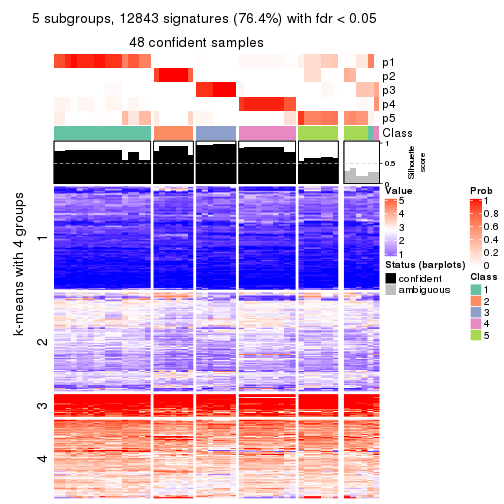 5 subgroups, 12843 signatures (76.4%) with fdr < 0.05
48 confident samples
p1
p2
p3
p4
p5
Class
1
0.5
0
Silhouette
score
k-means with 4 groups
1
2
3
4
Value
5
4
3
2
1
Status (barplots)
confident
ambiguous
Prob
1
0.8
0.6
0.4
0.2
0
Class
1
2
3
4
5